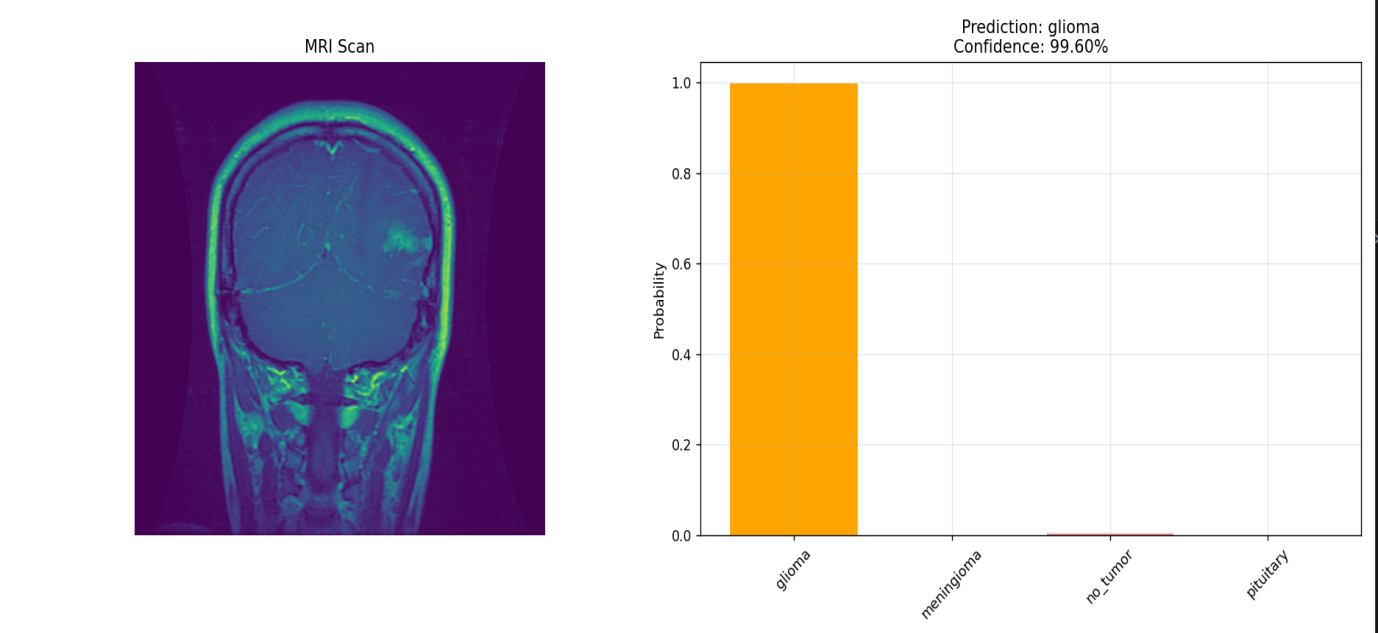 MRI Scan
Prediction: glioma
Confidence: 99.60%
Probability
1.0
0.8
0.6
0.4
0.2
0.0
glioma
meningioma
no_tumor
pituitary